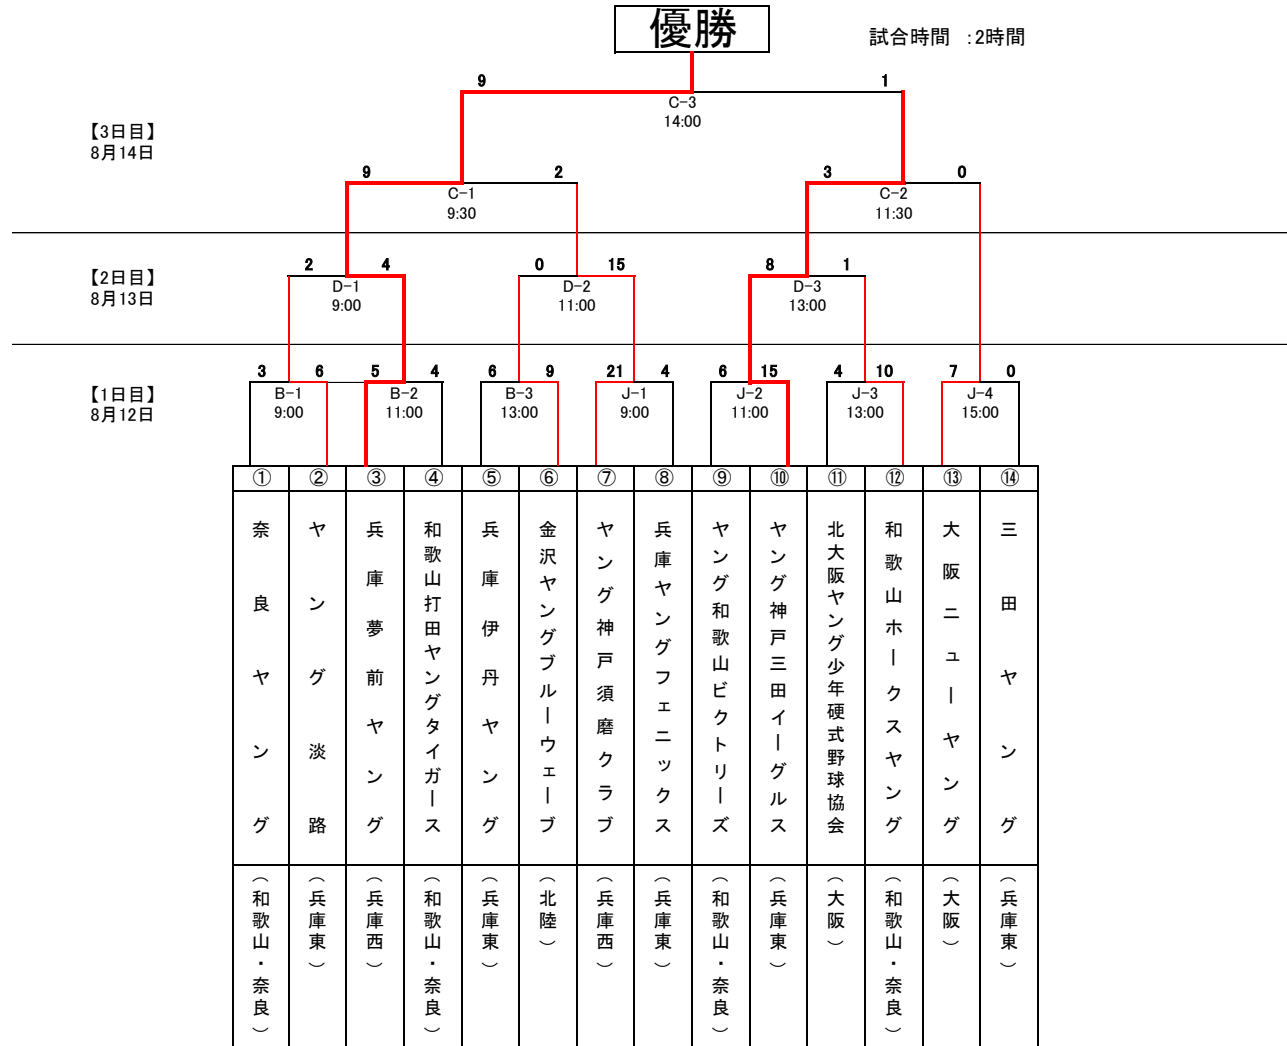 優勝
試合時間 :2時間
9 1
C-3
14:00
【3日目】
8月14日
9 2 3 0
C-1 C-2
9:30 11:30
【2日目】
8月13日
2 4 0 15 8 1
D-1 D-2 D-3
9:00 11:00 13:00
【1日目】
8月12日
3 6 5 4 6 9 21 4 6 15 4 10 7 0
B-1 B-2 B-3 J-1 J-2 J-3 J-4
9:00 11:00 13:00 9:00 11:00 13:00 15:00
① ② ③ ④ ⑤ ⑥ ⑦ ⑧ ⑨ ⑩ ⑪ ⑫ ⑬ ⑭
奈良ヤング
ヤング淡路
兵庫夢前ヤング
和歌山打田ヤングタイガース
兵庫伊丹ヤング
金沢ヤングブルーウェーブ
ヤング神戸須磨クラブ
兵庫ヤングフェニックス
ヤング和歌山ビクトリーズ
ヤング神戸三田イーグルス
北大阪ヤング少年硬式野球協会
和歌山ホークスヤング
大阪ニューヤング
三田ヤング
(和歌山・奈良)
(兵庫東)
(兵庫西)
(和歌山・奈良)
(兵庫東)
(北陸)
(兵庫西)
(兵庫東)
(和歌山・奈良)
(兵庫東)
(大阪)
(和歌山・奈良)
(大阪)
(兵庫東)